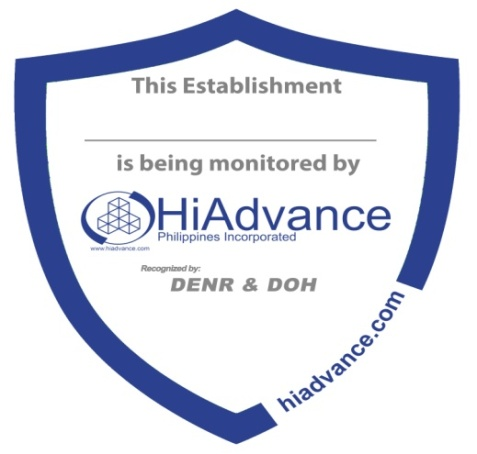 This Establishment
is being monitored by
HiAdvance
Philippines Incorporated
www.hiadvance.com
Recognized by:
DENR & DOH
hiadvance.com